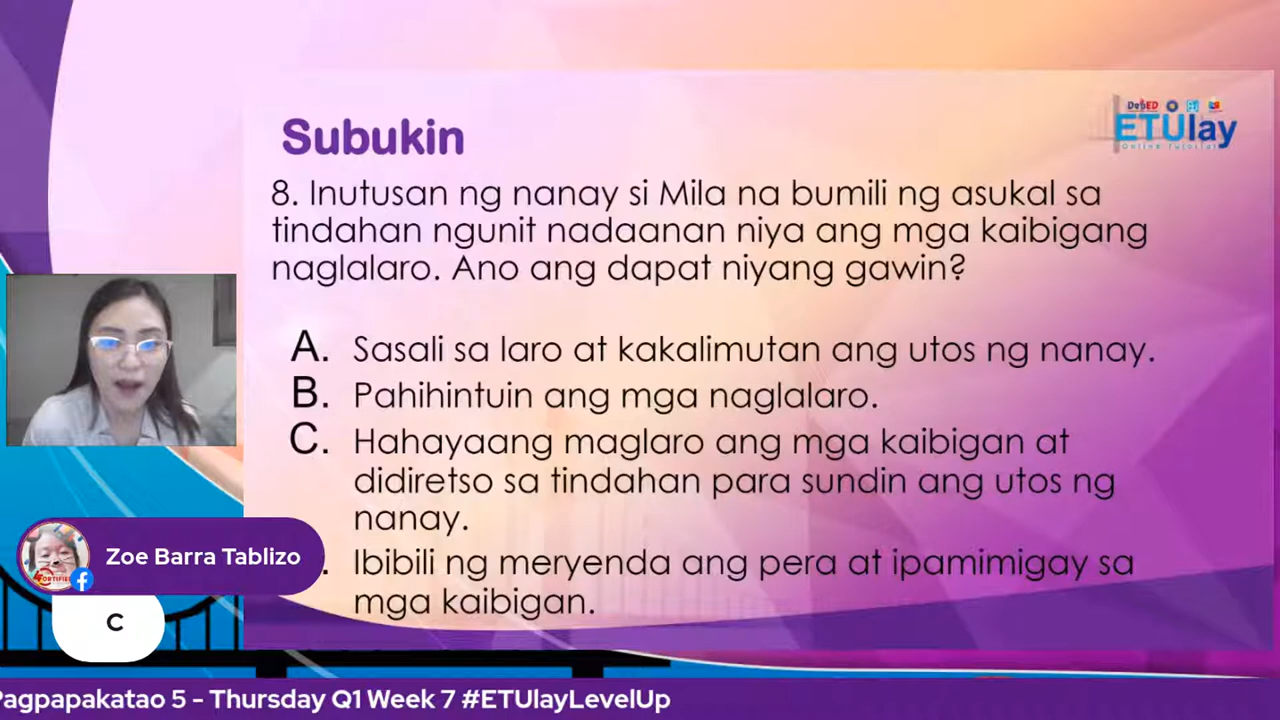 DepED
ETUlay
Online Tutorial
Subukin
8. Inutusan ng nanay si Mila na bumili ng asukal sa
tindahan ngunit nadaanan niya ang mga kaibigang
naglalaro. Ano ang dapat niyang gawin?
A. Sasali sa laro at kakalimutan ang utos ng nanay.
B. Pahihintuin ang mga naglalaro.
C. Hahayaang maglaro ang mga kaibigan at
didiretso sa tindahan para sundin ang utos ng
nanay.
. Ibibili ng meryenda ang pera at ipamimigay sa
mga kaibigan.
Zoe Barra Tablizo
C
Pagpapakatao 5 - Thursday Q1 Week 7 #ETUlayLevelUp